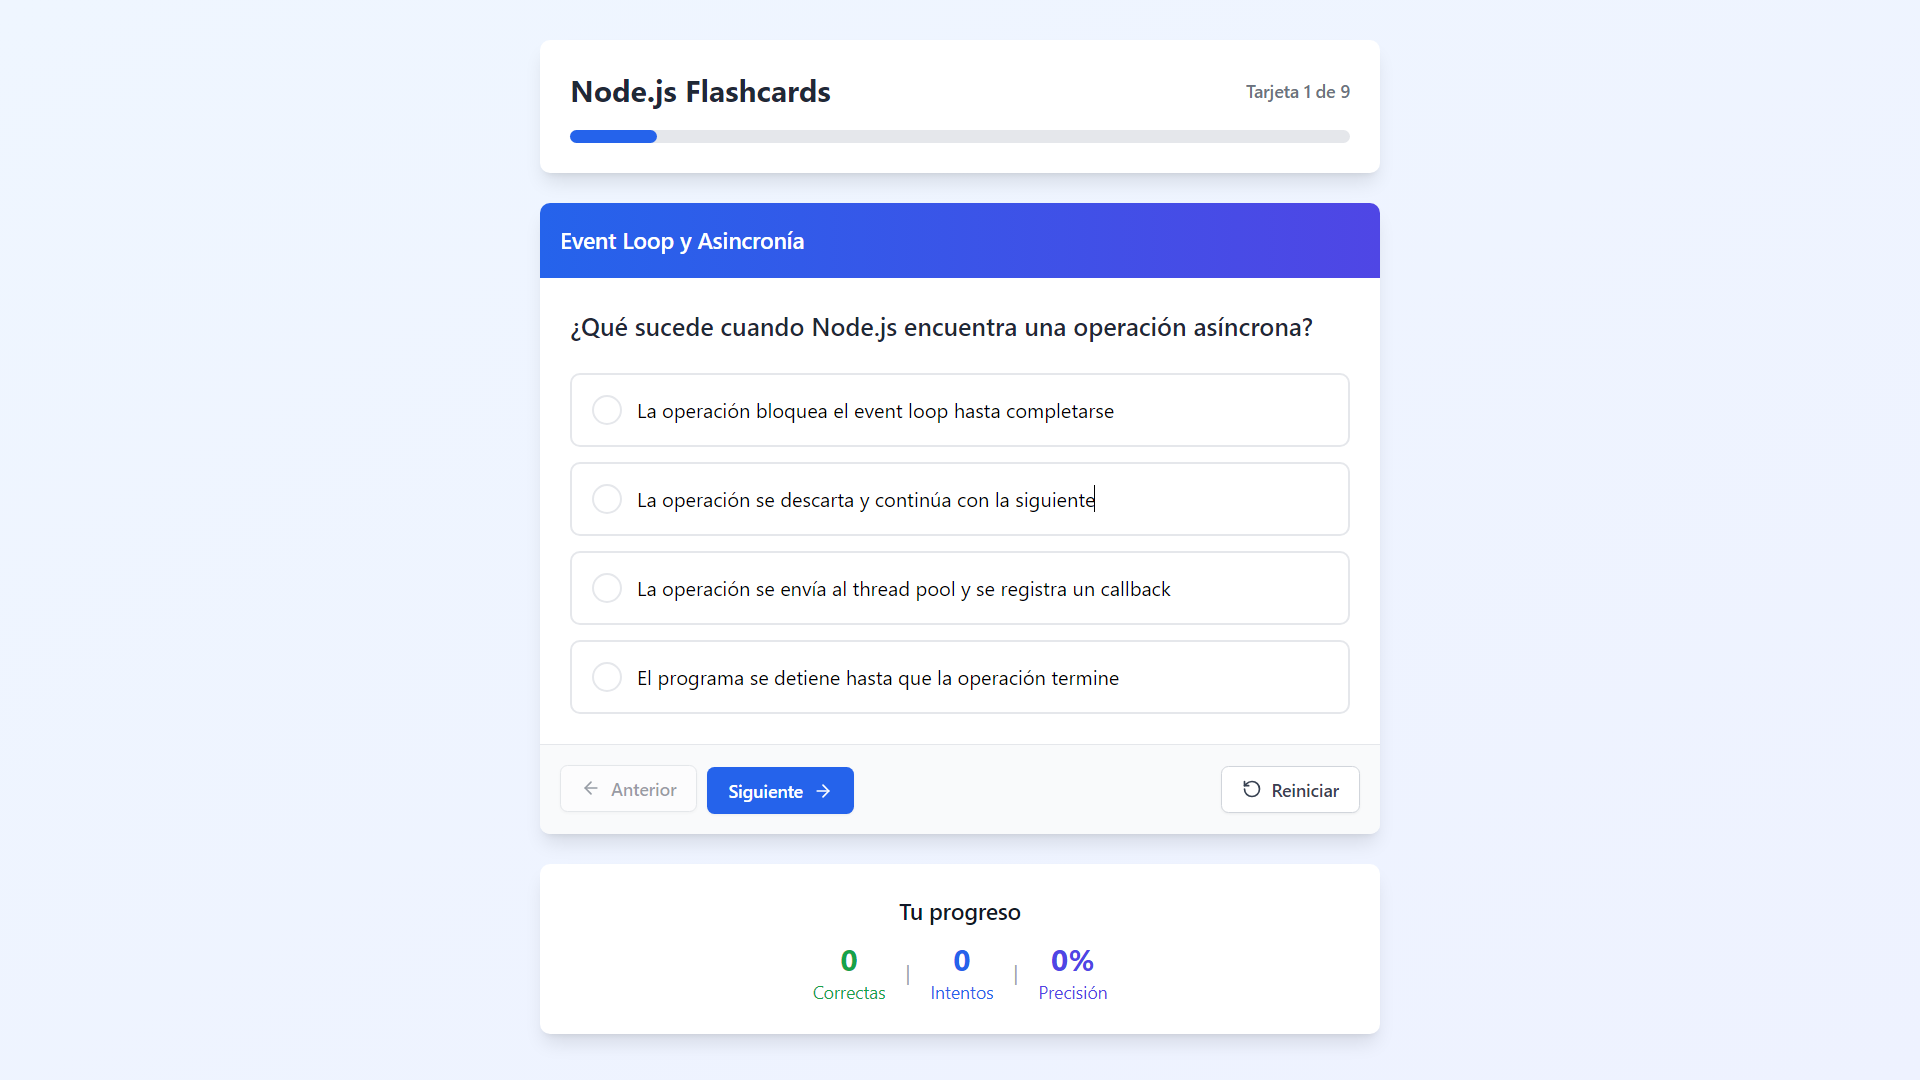 Node.js Flashcards
Tarjeta 1 de 9
Event Loop y Asincronía
¿Qué sucede cuando Node.js encuentra una operación asíncrona?
La operación bloquea el event loop hasta completarse
La operación se descarta y continúa con la siguiente
La operación se envía al thread pool y se registra un callback
El programa se detiene hasta que la operación termine
Anterior
Siguiente
Reiniciar
Tu progreso
0 | 0 | 0%
Correctas Intentos Precisión